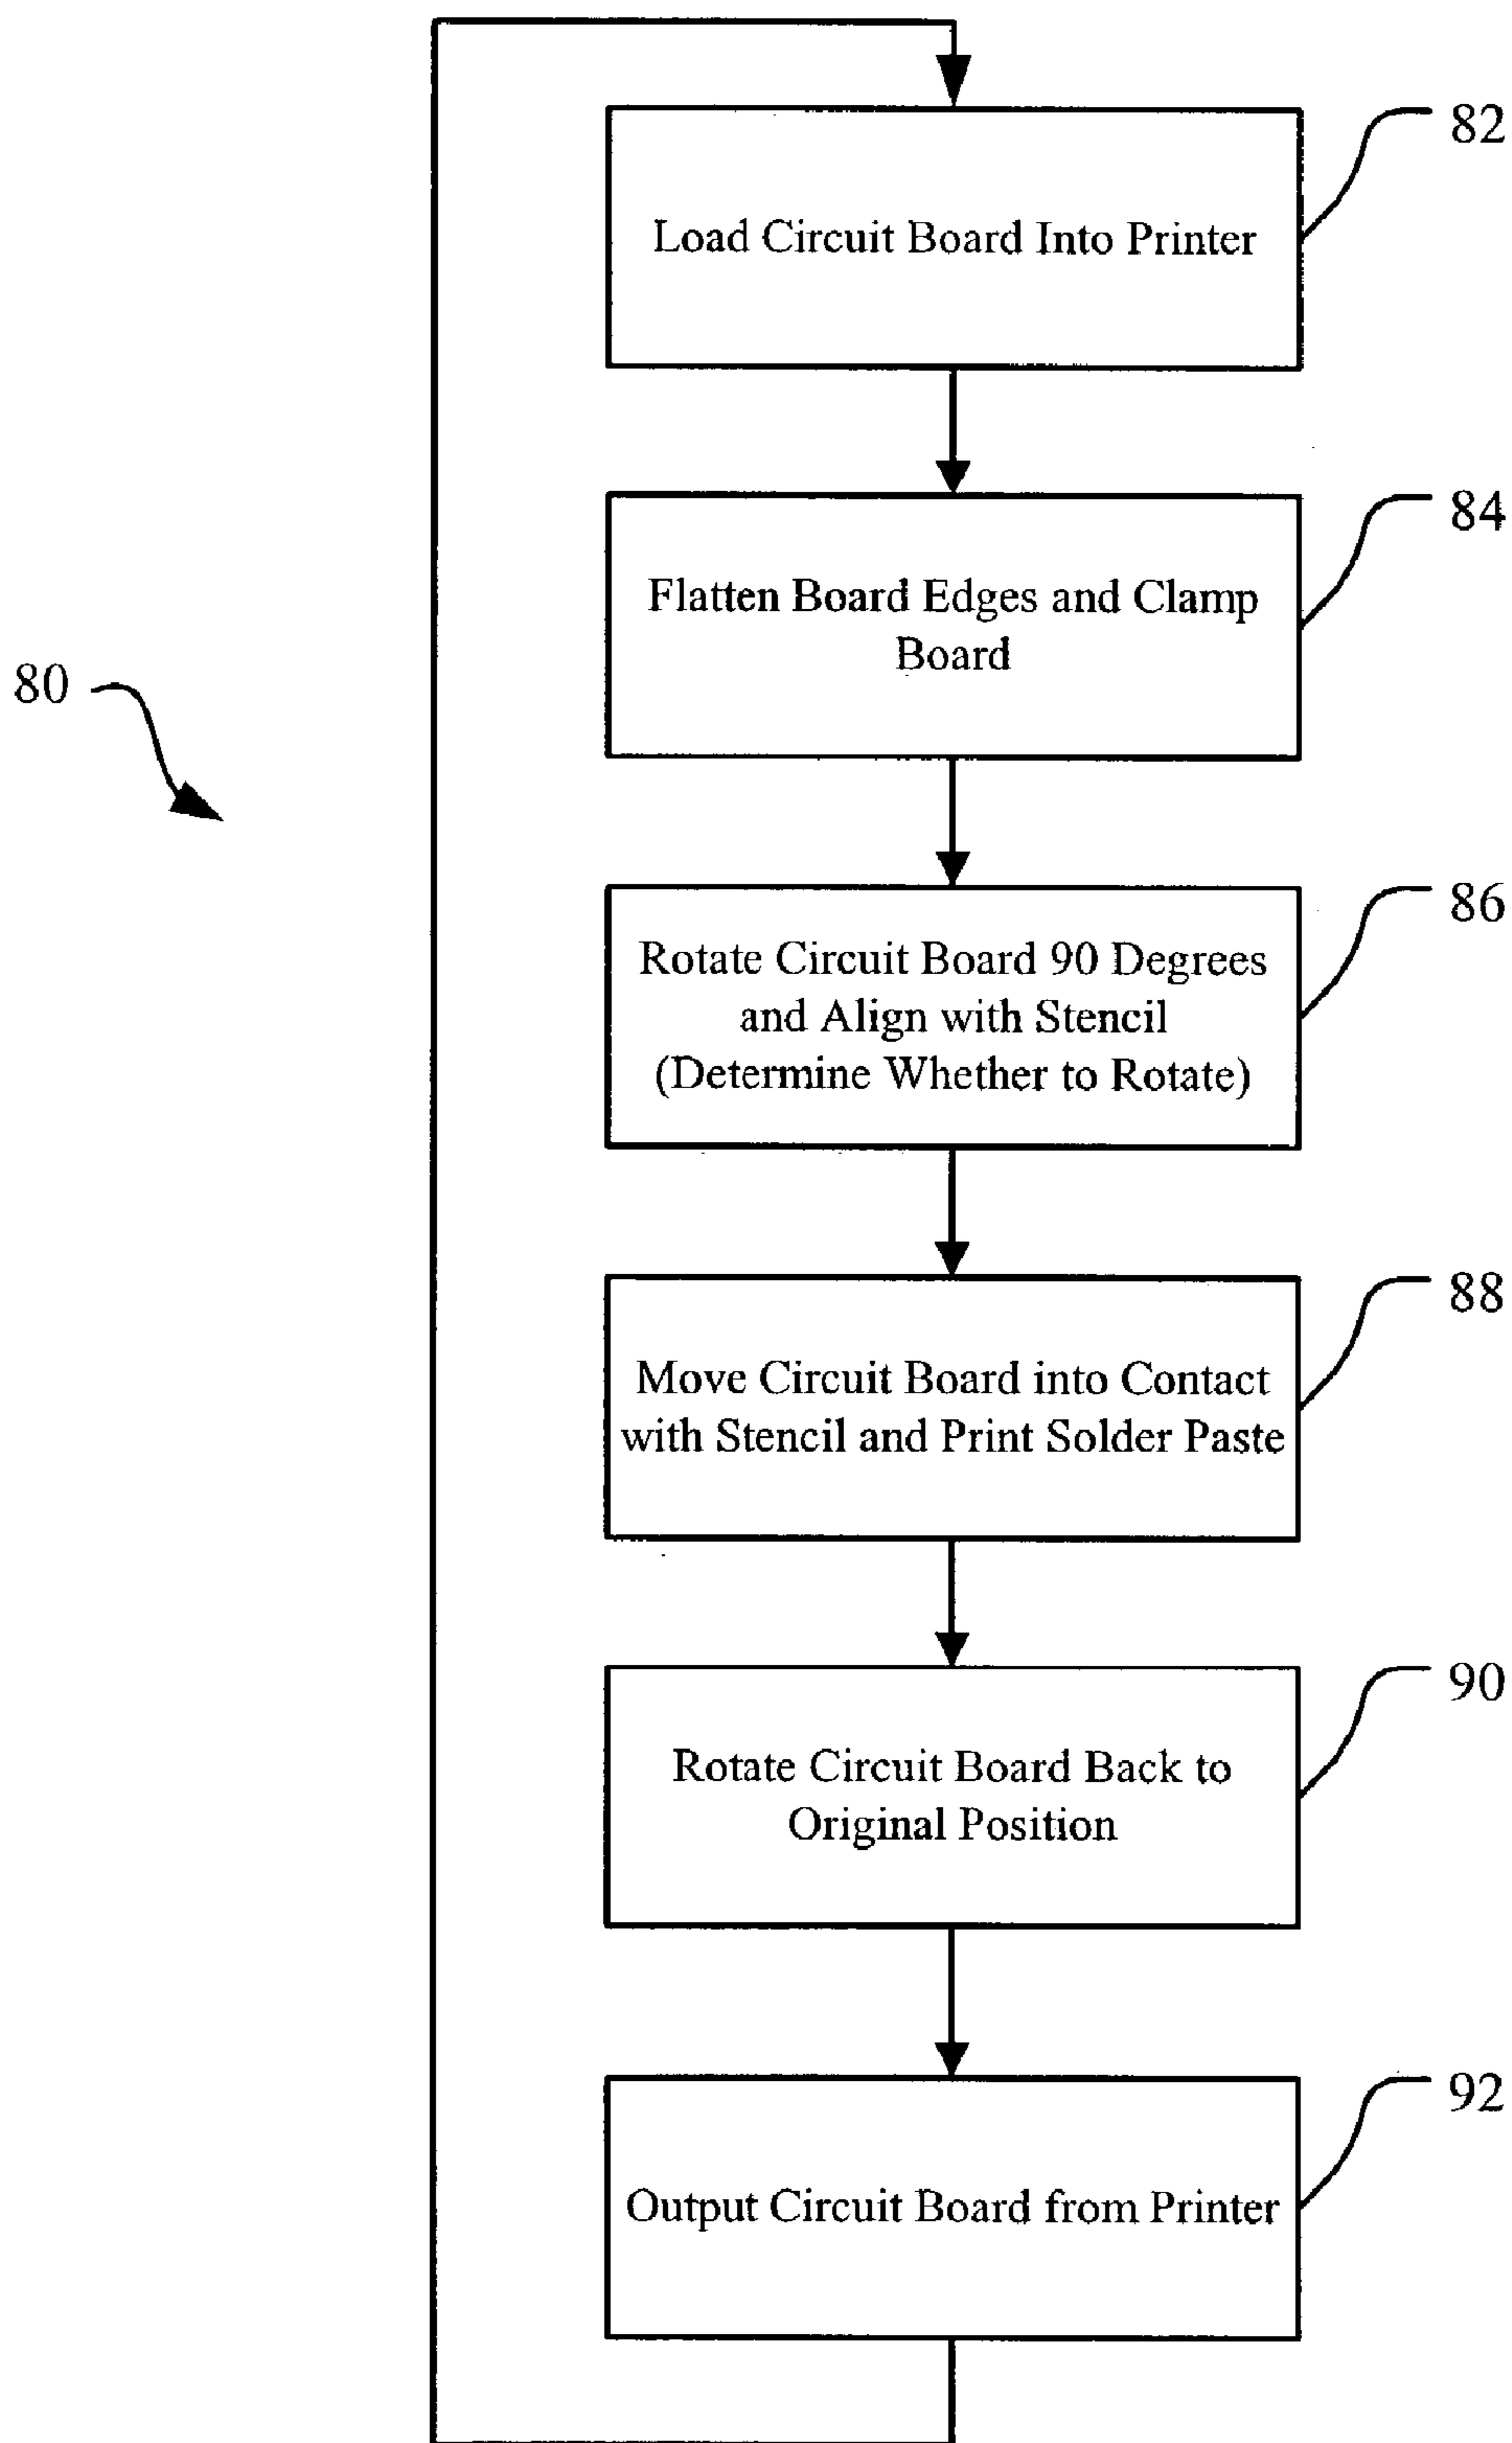 82
Load Circuit Board Into Printer
84
Flatten Board Edges and Clamp
Board
80
86
Rotate Circuit Board 90 Degrees
and Align with Stencil
(Determine Whether to Rotate)
88
Move Circuit Board into Contact
with Stencil and Print Solder Paste
90
Rotate Circuit Board Back to
Original Position
92
Output Circuit Board from Printer